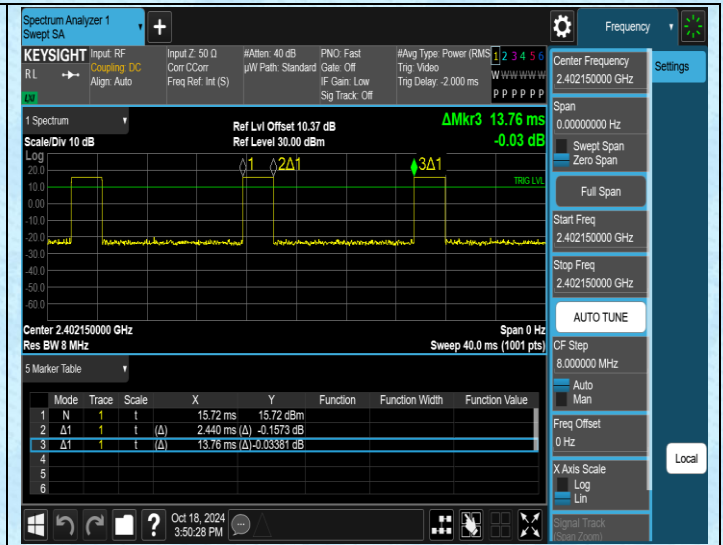 Spectrum Analyzer 1
Swept SA
Frequency
KEYSIGHT
RL
Input: RF
Coupling: DC
Align: Auto
Input Z: 50 Ω
Corr CCorr
Freq Ref: Int (S)
#Atten: 40 dB
µW Path: Standard
PNO: Fast
Gate: Off
IF Gain: Low
Sig Track: Off
#Avg Type: Power (RMS
Trig: Video
Trig Delay: -2.000 ms
1 2 3 4 5 6
W W W W W W
P P P P P P
LNI
1 Spectrum
Scale/Div 10 dB
Ref Lvl Offset 10.37 dB
Ref Level 30.00 dBm
ΔMkr3 13.76 ms
-0.03 dB
Log
20.0
10.0
0.00
-10.0
-20.0
-30.0
-40.0
-50.0
-60.0
1
2Δ1
3Δ1
TRIG LVL
Center 2.402150000 GHz
Res BW 8 MHz
Span 0 Hz
Sweep 40.0 ms (1001 pts)
5 Marker Table
Mode Trace Scale X Y Function Function Width Function Value
1 N 1 t 15.72 ms 15.72 dBm
2 Δ1 1 t (Δ) 2.440 ms (Δ) -0.1573 dB
3 Δ1 1 t (Δ) 13.76 ms (Δ) -0.03381 dB
4
5
6
Oct 18, 2024
3:50:28 PM
Center Frequency
2.402150000 GHz
Settings
Span
0.00000000 Hz
Swept Span
Zero Span
Full Span
Start Freq
2.402150000 GHz
Stop Freq
2.402150000 GHz
AUTO TUNE
CF Step
8.000000 MHz
Auto
Man
Freq Offset
0 Hz
X Axis Scale
Log
Lin
Signal Track
(Span Zoom)
Local